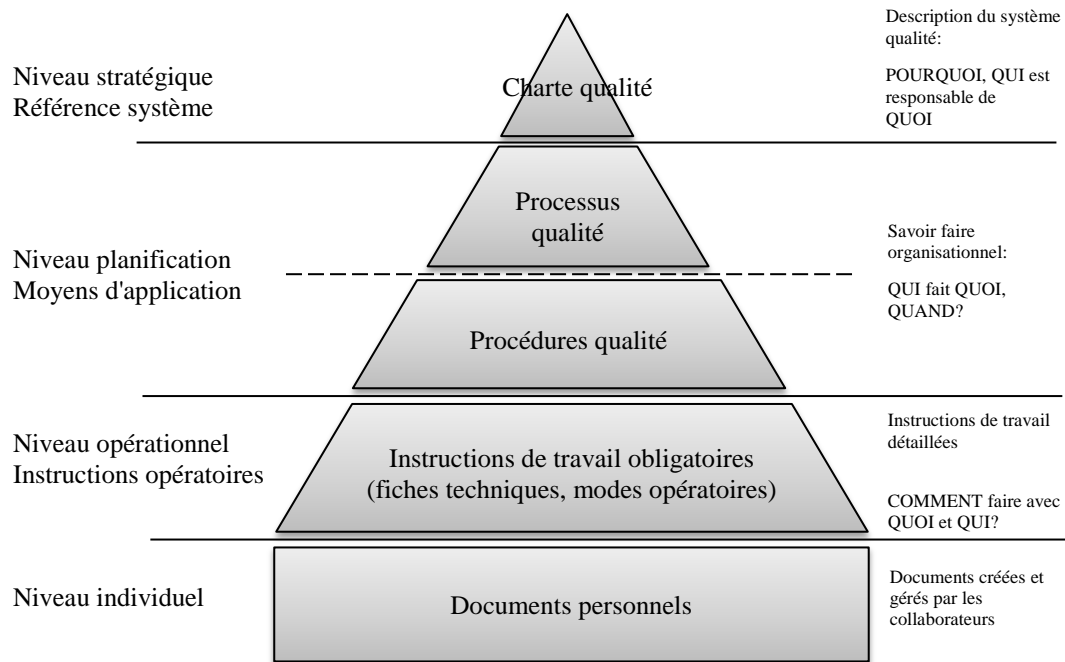 Description du système
qualité:
Niveau stratégique
Référence système
Charte qualité
POURQUOI, QUI est
responsable de
QUOI
Processus
qualité
Niveau planification
Moyens d'application
Savoir faire
organisationnel:
QUI fait QUOI,
QUAND?
Procédures qualité
Niveau opérationnel
Instructions opératoires
Instructions de travail obligatoires
(fiches techniques, modes opératoires)
Instructions de travail
détaillées
COMMENT faire avec
QUOI et QUI?
Niveau individuel
Documents personnels
Documents créées et
gérés par les
collaborateurs